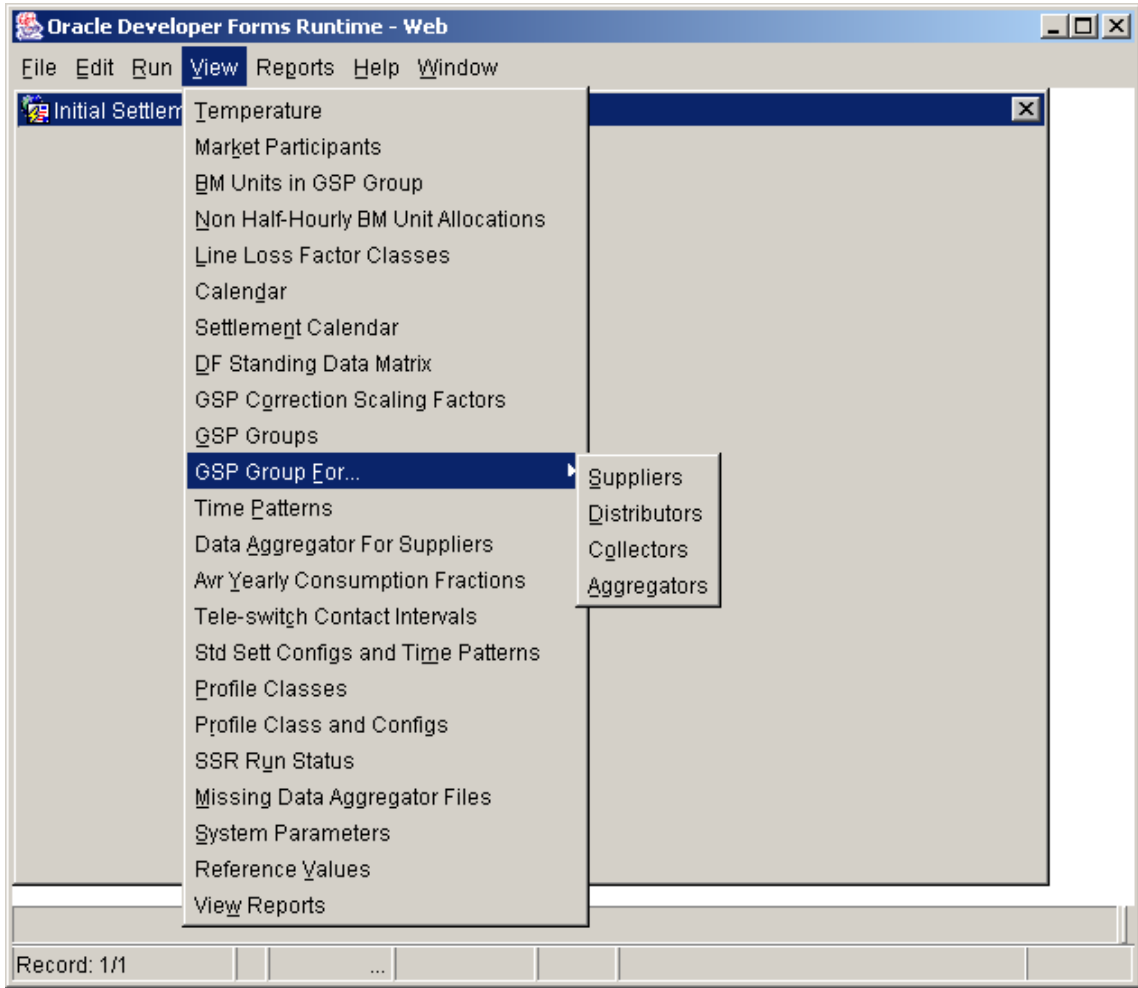 Oracle Developer Forms Runtime - Web
File Edit Run View Reports Help Window
Initial Settlem
Temperature
Market Participants
BM Units in GSP Group
Non Half-Hourly BM Unit Allocations
Line Loss Factor Classes
Calendar
Settlement Calendar
DF Standing Data Matrix
GSP Correction Scaling Factors
GSP Groups
GSP Group For...
Suppliers
Distributors
Collectors
Aggregators
Time Patterns
Data Aggregator For Suppliers
Avr Yearly Consumption Fractions
Tele-switch Contact Intervals
Std Sett Configs and Time Patterns
Profile Classes
Profile Class and Configs
SSR Run Status
Missing Data Aggregator Files
System Parameters
Reference Values
View Reports
Record: 1/1
...